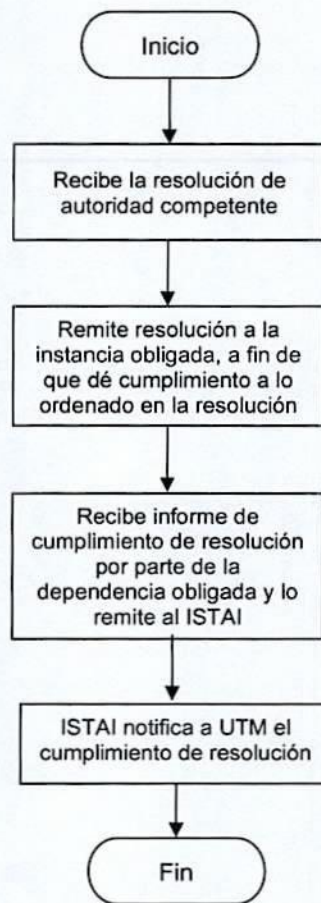 Inicio
Recibe la resolución de
autoridad competente
Remite resolución a la
instancia obligada, a fin de
que dé cumplimiento a lo
ordenado en la resolución
Recibe informe de
cumplimiento de resolución
por parte de la
dependencia obligada y lo
remite al ISTAI
ISTAI notifica a UTM el
cumplimiento de resolución
Fin